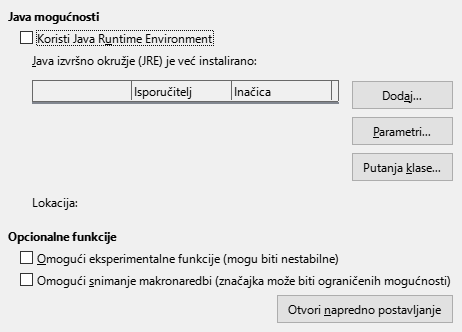 Java mogućnosti
Koristi Java Runtime Environment
Java izvršno okružje (JRE) je već instalirano:
Isporučitelj Inačica
Dodaj...
Parametri...
Putanja klase...
Lokacija:
Opcionalne funkcije
Omogući eksperimentalne funkcije (mogu biti nestabilne)
Omogući snimanje makronaredbi (značajka može biti ograničenih mogućnosti)
Otvori napredno postavljanje